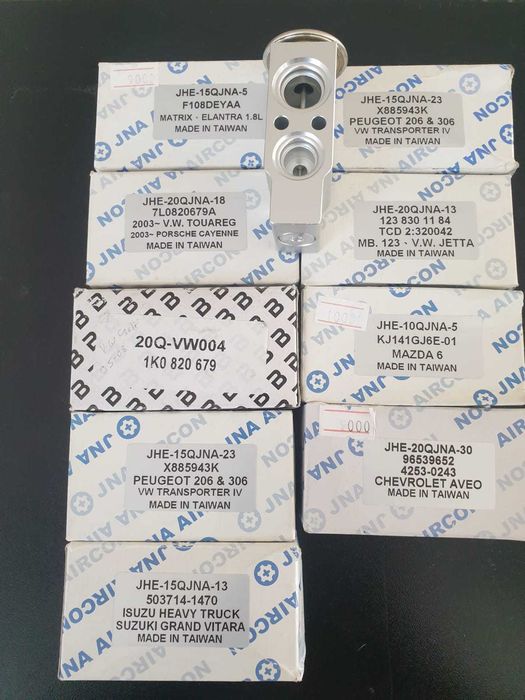 JHE-15QJNA-5
F108DEYAA
MATRIX、ELANTRA 1.8L
MADE IN TAIWAN
JHE-15QJNA-23
X885943K
PEUGEOT 206 & 306
VW TRANSPORTER IV
MADE IN TAIWAN
JHE-20QJNA-18
7L0820679A
2003~ V.W. TOUAREG
2003~ PORSCHE CAYENNE
MADE IN TAIWAN
JHE-20QJNA-13
123 830 11 84
TCD 2:320042
MB. 123、V.W. JETTA
MADE IN TAIWAN
20Q-VW004
1K0 820 679
JHE-10QJNA-5
KJ141GJ6E-01
MAZDA 6
MADE IN TAIWAN
JHE-15QJNA-23
X885943K
PEUGEOT 206 & 306
VW TRANSPORTER IV
MADE IN TAIWAN
9000
JHE-20QJNA-30
96539652
4253-0243
CHEVROLET AVEO
MADE IN TAIWAN
JHE-15QJNA-13
503714-1470
ISUZU HEAVY TRUCK
SUZUKI GRAND VITARA
MADE IN TAIWAN
JNA AIRCON